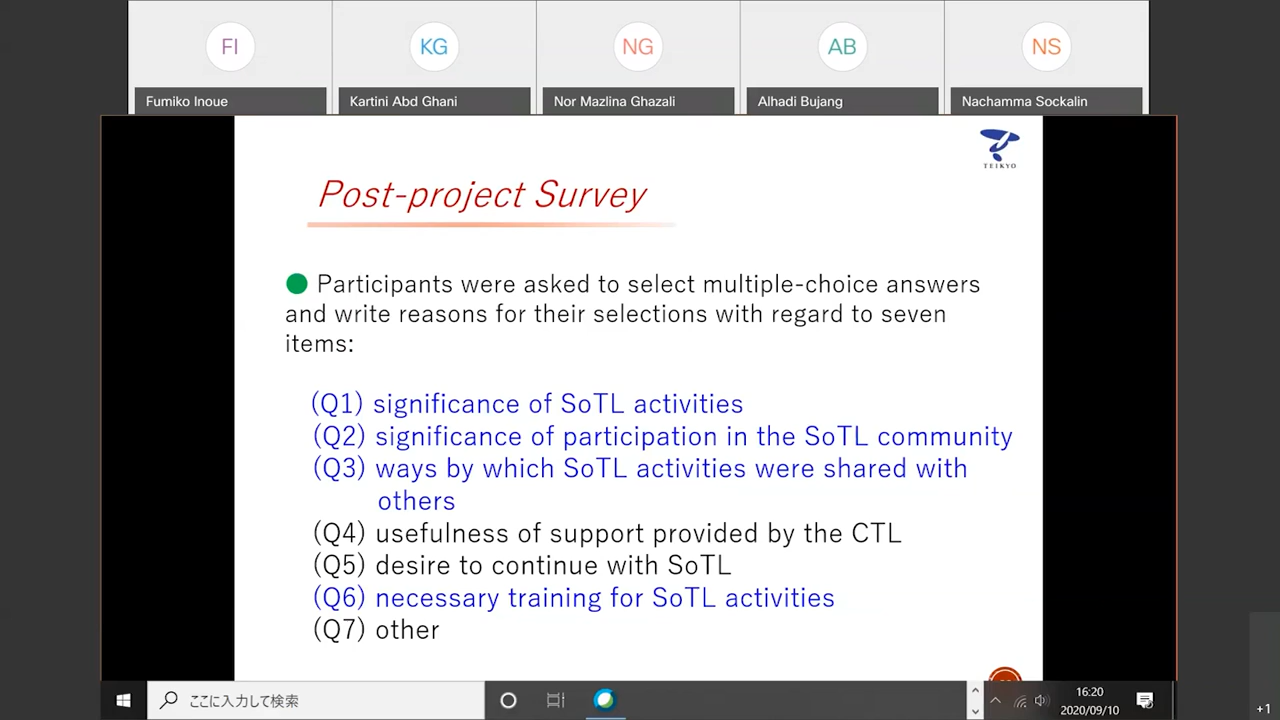 FI
KG
NG
AB
NS
Fumiko Inoue
Kartini Abd Ghani
Nor Mazlina Ghazali
Alhadi Bujang
Nachamma Sockalin
TEIKYO
Post-project Survey
Participants were asked to select multiple-choice answers
and write reasons for their selections with regard to seven
items:
(Q1) significance of SoTL activities
(Q2) significance of participation in the SoTL community
(Q3) ways by which SoTL activities were shared with
others
(Q4) usefulness of support provided by the CTL
(Q5) desire to continue with SoTL
(Q6) necessary training for SoTL activities
(Q7) other
ここに入力して検索
16:20
2020/09/10
+1